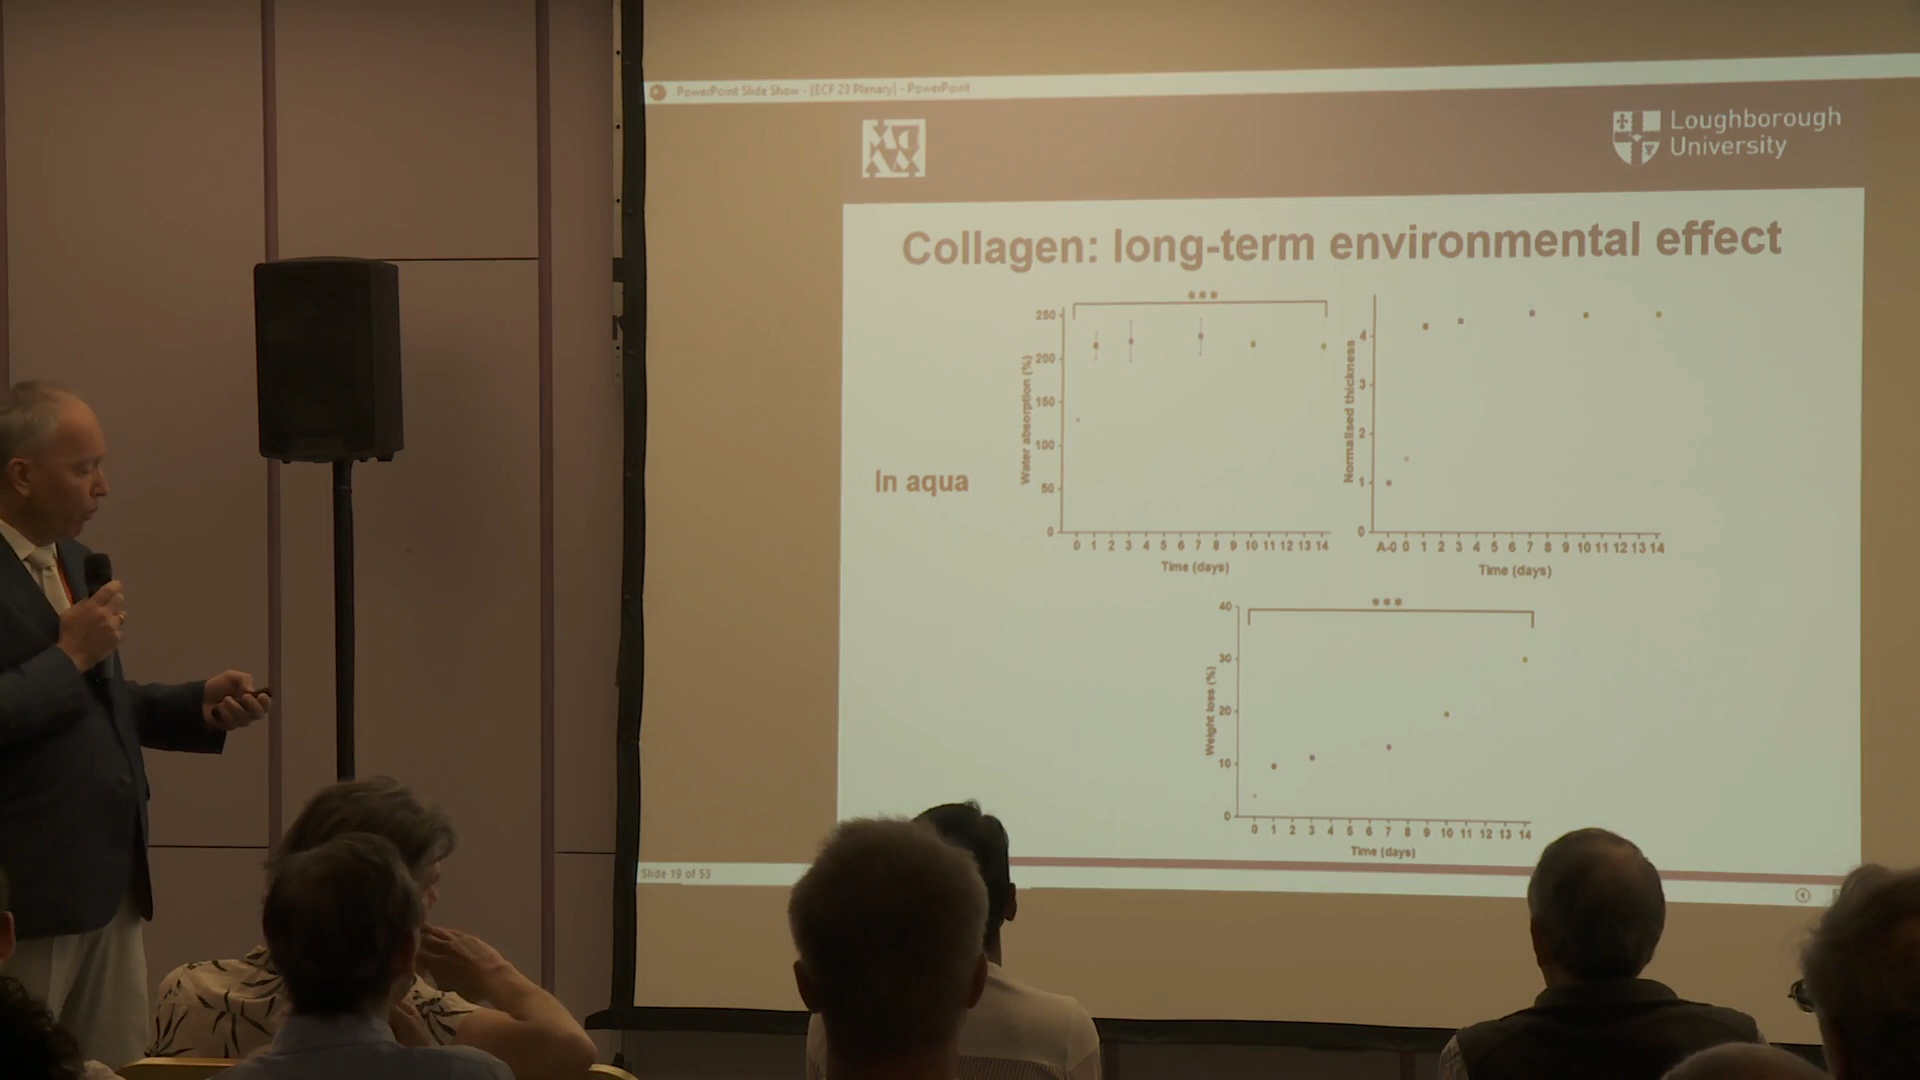 PowerPoint Slide Show - [ECF 23 Plenary] - PowerPoint
Loughborough
University
Collagen: long-term environmental effect
In aqua
***
Water absorption (%)
250
200
150
100
50
0
0 1 2 3 4 5 6 7 8 9 10 11 12 13 14
Time (days)
Normalised thickness
4
3
2
1
0
A-0 0 1 2 3 4 5 6 7 8 9 10 11 12 13 14
Time (days)
***
Weight loss (%)
40
30
20
10
0
0 1 2 3 4 5 6 7 8 9 10 11 12 13 14
Time (days)
Slide 19 of 53